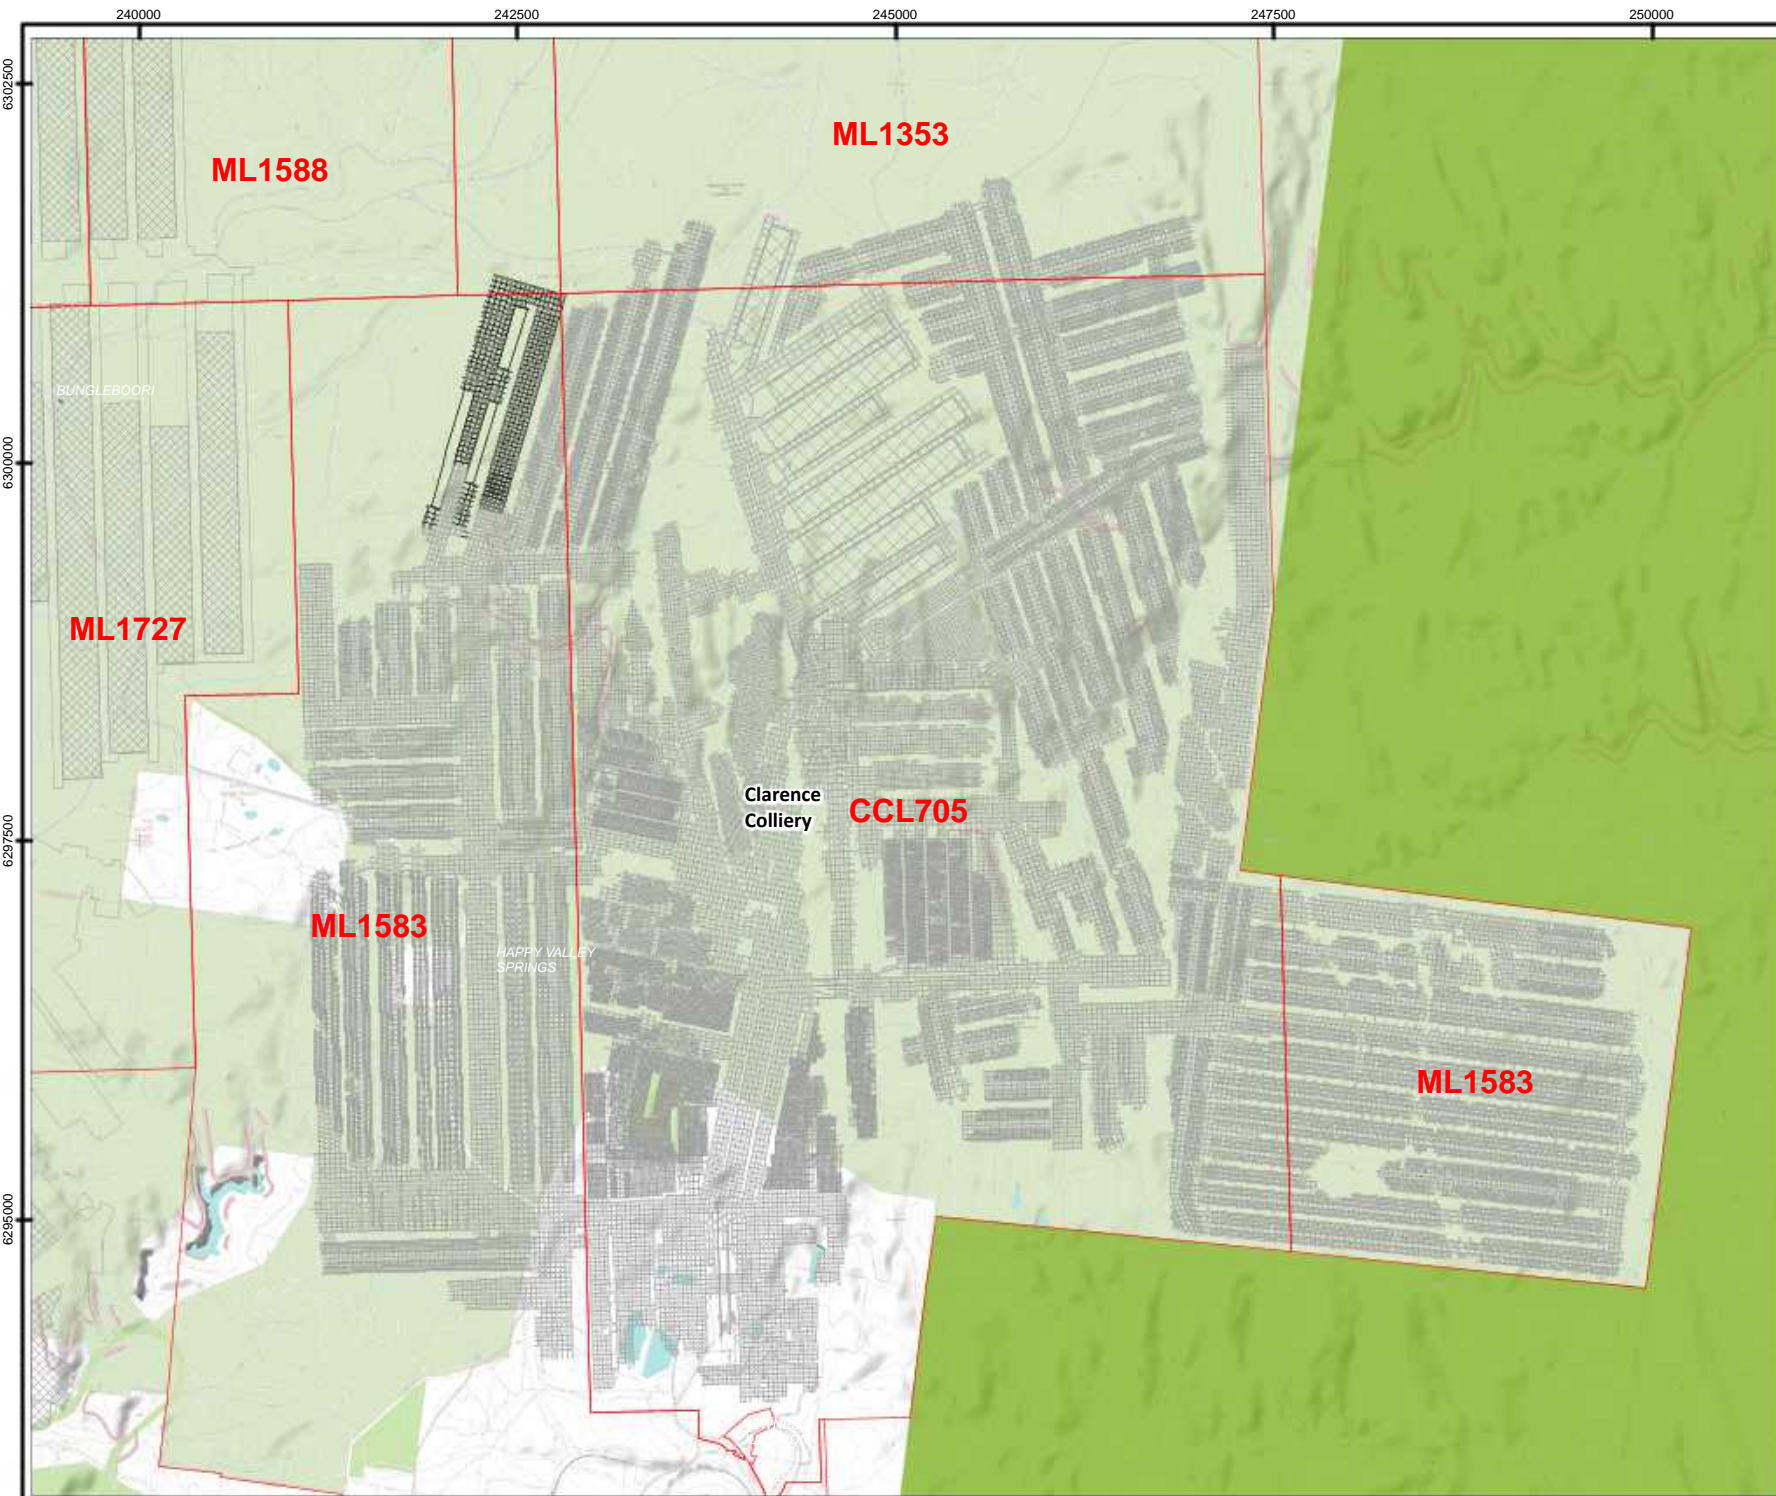 240000
242500
245000
247500
250000
6302500
ML1353
ML1588
BUNGLEBOORI
6300000
ML1727
Clarence
Colliery
CCL705
6297500
ML1583
HAPPY VALLEY
SPRINGS
ML1583
6295000